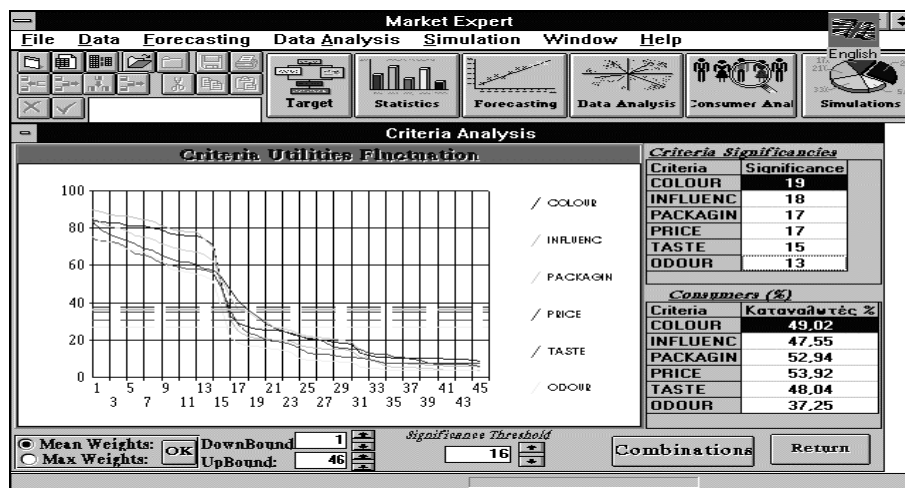 Market Expert
File Data Forecasting Data Analysis Simulation Window Help
English
Target Statistics Forecasting Data Analysis Consumer Anal Simulations
Criteria Analysis
Criteria Utilities Fluctuation
100
80
60
40
20
0
1 5 9 13 17 21 25 29 33 37 41 45
3 7 11 15 19 23 27 31 35 39 43
COLOUR
INFLUENC
PACKAGIN
PRICE
TASTE
ODOUR
Criteria Significancies
Criteria Significance
COLOUR 19
INFLUENC 18
PACKAGIN 17
PRICE 17
TASTE 15
ODOUR 13
Consumers (%)
Criteria Καταναλωτές %
COLOUR 49,02
INFLUENC 47,55
PACKAGIN 52,94
PRICE 53,92
TASTE 48,04
ODOUR 37,25
Mean Weights:
Max Weights:
OK
DownBound 1
UpBound: 46
Significance Threshold
16
Combinations
Return